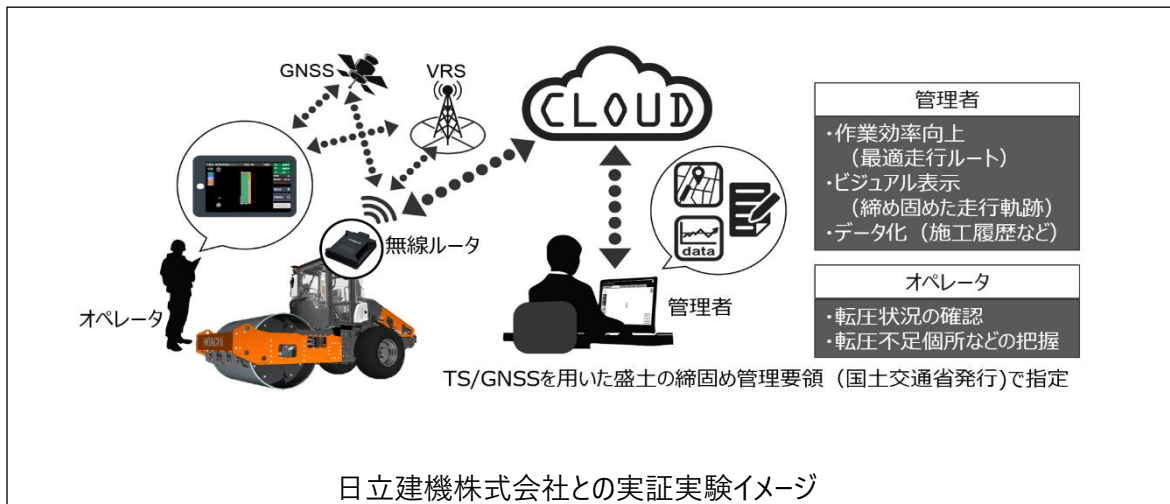 GNSS
VRS
CLOUD
無線ルータ
オペレータ
HITACHI
data
管理者
管理者
・作業効率向上
（最適走行ルート）
・ビジュアル表示
（締め固めた走行軌跡）
・データ化（施工履歴など）
オペレータ
・転圧状況の確認
・転圧不足個所などの把握
TS/GNSSを用いた盛土の締固め管理要領（国土交通省発行)で指定
日立建機株式会社との実証実験イメージ